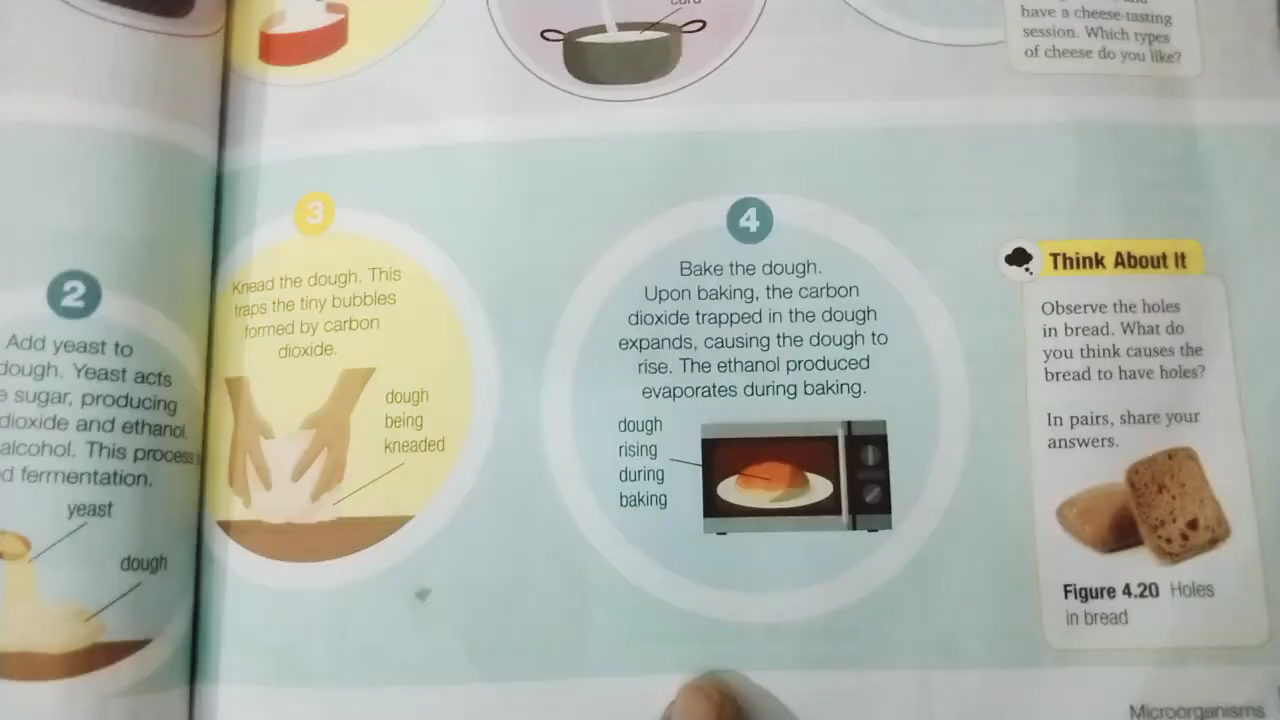 curd
have a cheese-tasting
session. Which types
of cheese do you like?
2
Add yeast to
dough. Yeast acts
sugar, producing
dioxide and ethanol,
alcohol. This process
fermentation.
yeast
dough
3
Knead the dough. This
traps the tiny bubbles
formed by carbon
dioxide.
dough
being
kneaded
4
Bake the dough.
Upon baking, the carbon
dioxide trapped in the dough
expands, causing the dough to
rise. The ethanol produced
evaporates during baking.
dough
rising
during
baking
Think About It
Observe the holes
in bread. What do
you think causes the
bread to have holes?
In pairs, share your
answers.
Figure 4.20 Holes
in bread
Microorganisms